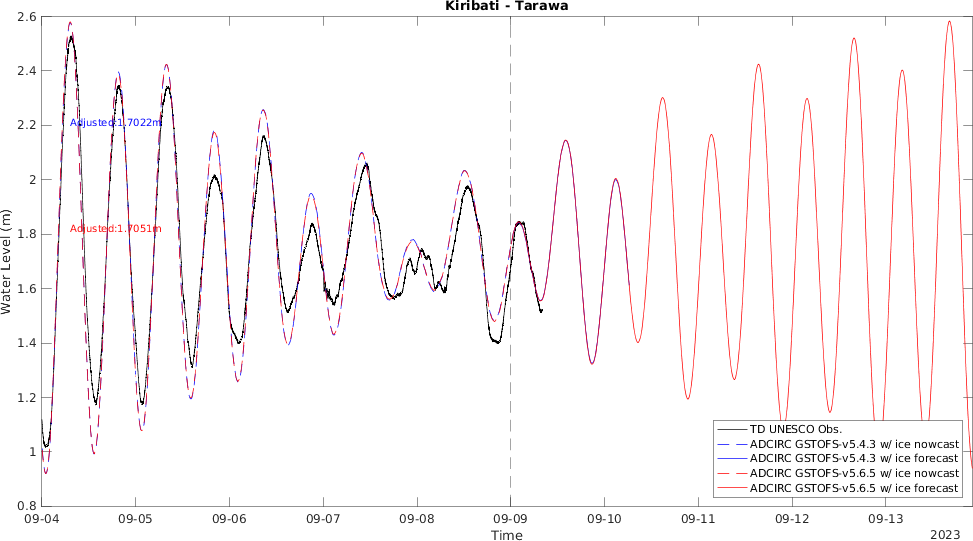 Kiribati - Tarawa
2.6
2.4
2.2
2
1.8
1.6
1.4
1.2
1
0.8
Water Level (m)
Adjusted:1.7022m
Adjusted:1.7051m
TD UNESCO Obs.
ADCIRC GSTOFS-v5.4.3 w/ ice nowcast
ADCIRC GSTOFS-v5.4.3 w/ ice forecast
ADCIRC GSTOFS-v5.6.5 w/ ice nowcast
ADCIRC GSTOFS-v5.6.5 w/ ice forecast
09-04 09-05 09-06 09-07 09-08 09-09 09-10 09-11 09-12 09-13
Time
2023